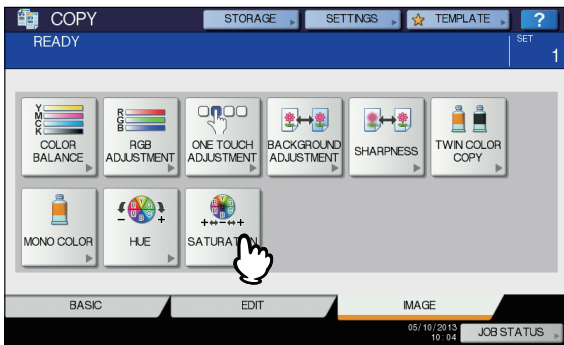 COPY
STORAGE
SETTINGS
TEMPLATE
?
READY
SET
1
Y
M
C
K
COLOR
BALANCE
R
G
B
RGB
ADJUSTMENT
ONE TOUCH
ADJUSTMENT
BACKGROUND
ADJUSTMENT
SHARPNESS
TWIN COLOR
COPY
MONO COLOR
HUE
BASIC
EDIT
IMAGE
05/10/2013
10:04
JOB STATUS